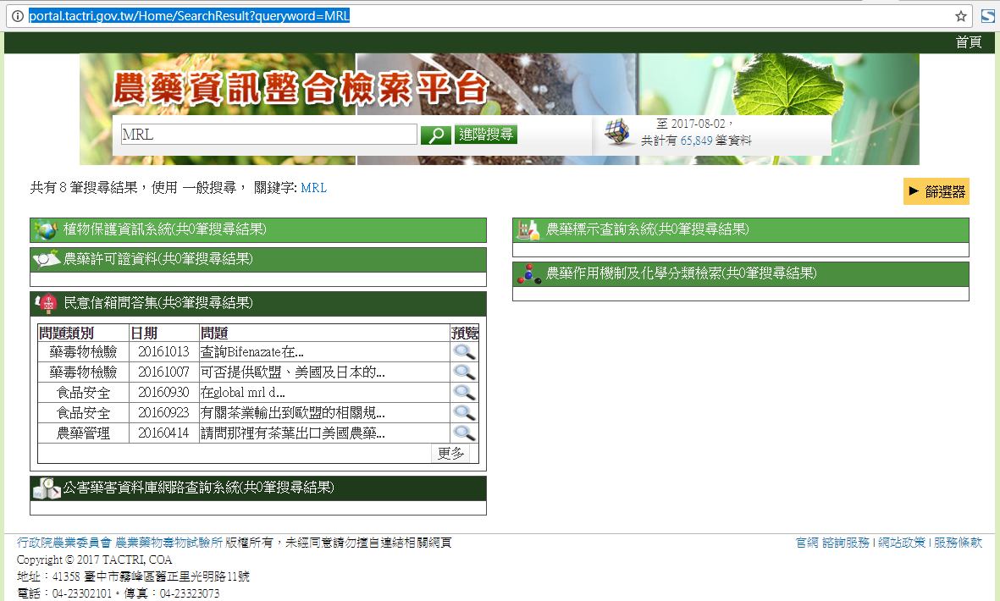 portal.tactri.gov.tw/Home/SearchResult?queryword=MRL
首頁
農藥資訊整合檢索平台
MRL
進階搜尋
至 2017-08-02，
共計有 65,849 筆資料
共有 8 筆搜尋結果，使用 一般搜尋， 關鍵字: MRL
► 篩選器
植物保護資訊系統(共0筆搜尋結果)
農藥許可證資料(共0筆搜尋結果)
民意信箱問答集(共8筆搜尋結果)
問題類別 日期 問題 預覽
藥毒物檢驗 20161013 查詢Bifenazate在...
藥毒物檢驗 20161007 可否提供歐盟、美國及日本的...
食品安全 20160930 在global mrl d...
食品安全 20160923 有關茶業輸出到歐盟的相關規...
農藥管理 20160414 請問那裡有茶葉出口美國農藥...
更多
公害藥害資料庫網路查詢系統(共0筆搜尋結果)
農藥標示查詢系統(共0筆搜尋結果)
農藥作用機制及化學分類檢索(共0筆搜尋結果)
行政院農業委員會 農業藥物毒物試驗所 版權所有，未經同意請勿擅自連結相關網頁
官網 諮詢服務 | 網站政策 | 服務條款
Copyright © 2017 TACTRI, COA
地址：41358 臺中市霧峰區舊正里光明路11號
電話：04-23302101。傳真：04-23323073